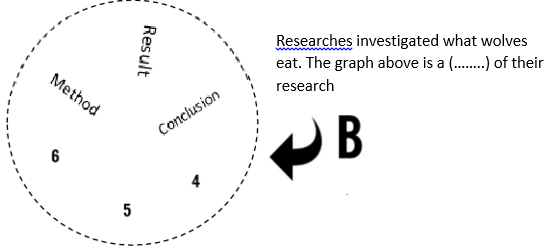 Result
Method
Conclusion
6
5
4
B
Researches investigated what wolves
eat. The graph above is a (........) of their
research